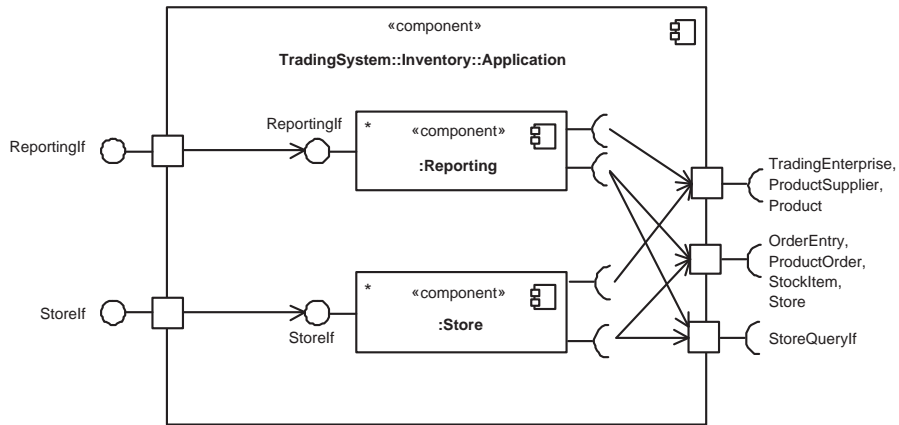 «component»
TradingSystem::Inventory::Application
ReportingIf
ReportingIf
*
«component»
:Reporting
TradingEnterprise,
ProductSupplier,
Product
OrderEntry,
ProductOrder,
StockItem,
Store
StoreIf
StoreIf
*
«component»
:Store
StoreQueryIf